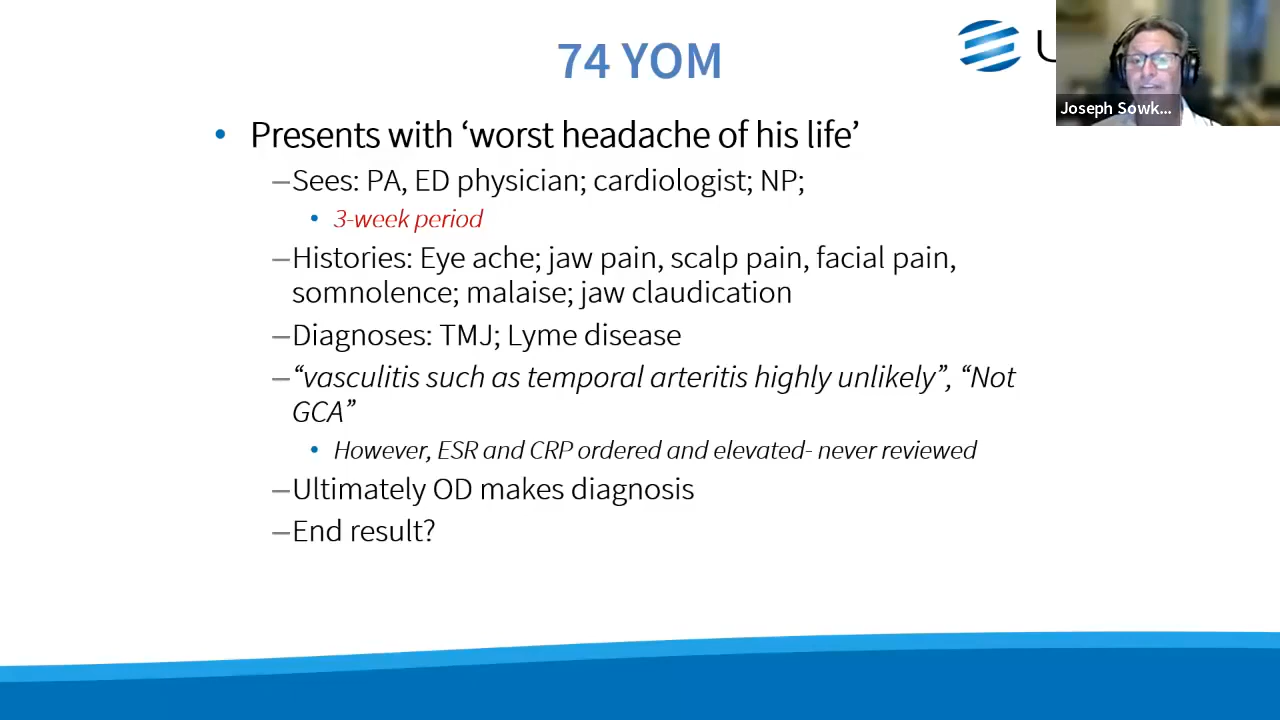 74 YOM
U
Joseph Sowk...
• Presents with ‘worst headache of his life’
–Sees: PA, ED physician; cardiologist; NP;
• 3-week period
–Histories: Eye ache; jaw pain, scalp pain, facial pain,
somnolence; malaise; jaw claudication
–Diagnoses: TMJ; Lyme disease
–“vasculitis such as temporal arteritis highly unlikely”, “Not
GCA”
• However, ESR and CRP ordered and elevated- never reviewed
–Ultimately OD makes diagnosis
–End result?